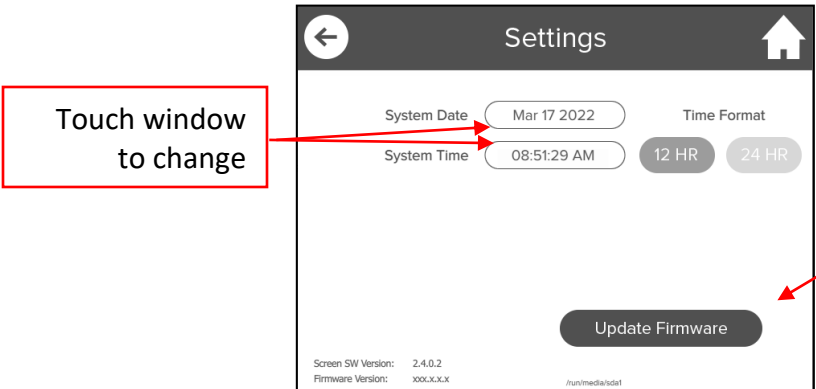 Settings
Touch window
to change
System Date Mar 17 2022 Time Format
System Time 08:51:29 AM 12 HR 24 HR
Update Firmware
Screen SW Version: 2.4.0.2
Firmware Version: xxx.x.x.x /run/media/sda1